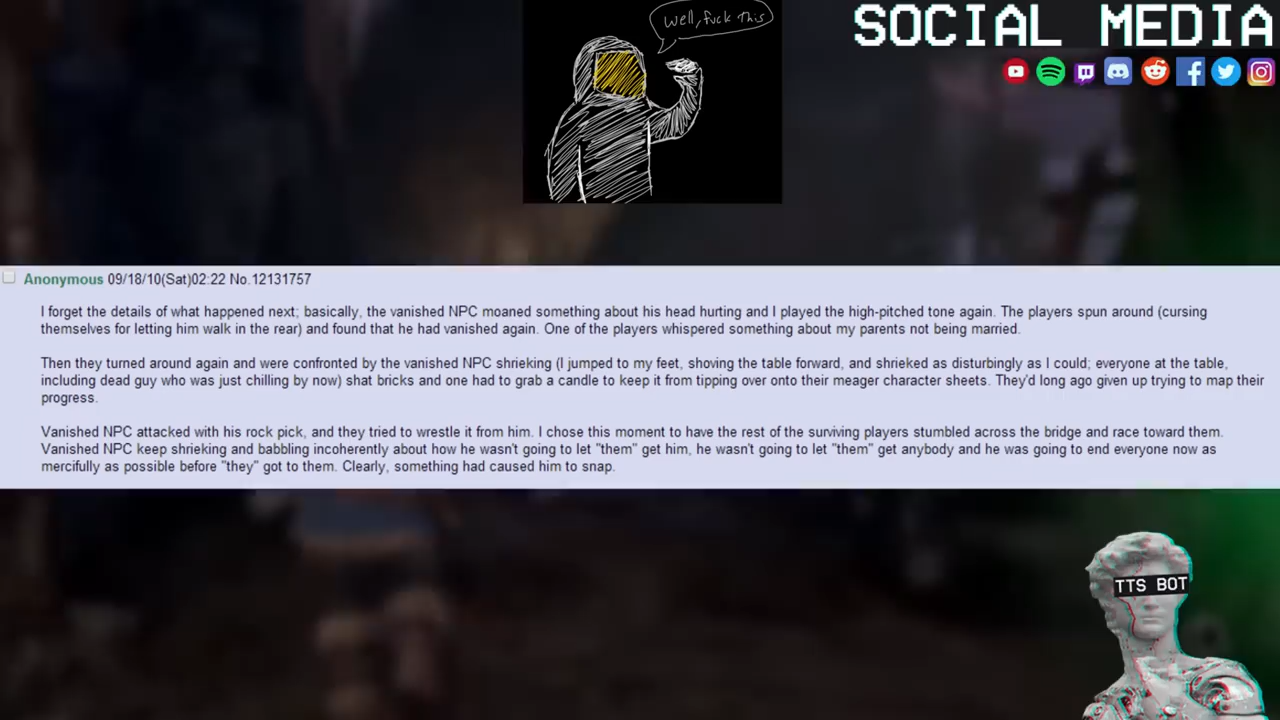 well, fuck this
SOCIAL MEDIA
Anonymous 09/18/10(Sat)02:22 No.12131757
I forget the details of what happened next; basically, the vanished NPC moaned something about his head hurting and I played the high-pitched tone again. The players spun around (cursing
themselves for letting him walk in the rear) and found that he had vanished again. One of the players whispered something about my parents not being married.
Then they turned around again and were confronted by the vanished NPC shrieking (I jumped to my feet, shoving the table forward, and shrieked as disturbingly as I could; everyone at the table,
including dead guy who was just chilling by now) shat bricks and one had to grab a candle to keep it from tipping over onto their meager character sheets. They'd long ago given up trying to map their
progress.
Vanished NPC attacked with his rock pick, and they tried to wrestle it from him. I chose this moment to have the rest of the surviving players stumbled across the bridge and race toward them.
Vanished NPC keep shrieking and babbling incoherently about how he wasn't going to let "them" get him, he wasn't going to let "them" get anybody and he was going to end everyone now as
mercifully as possible before "they" got to them. Clearly, something had caused him to snap.
TTS BOT